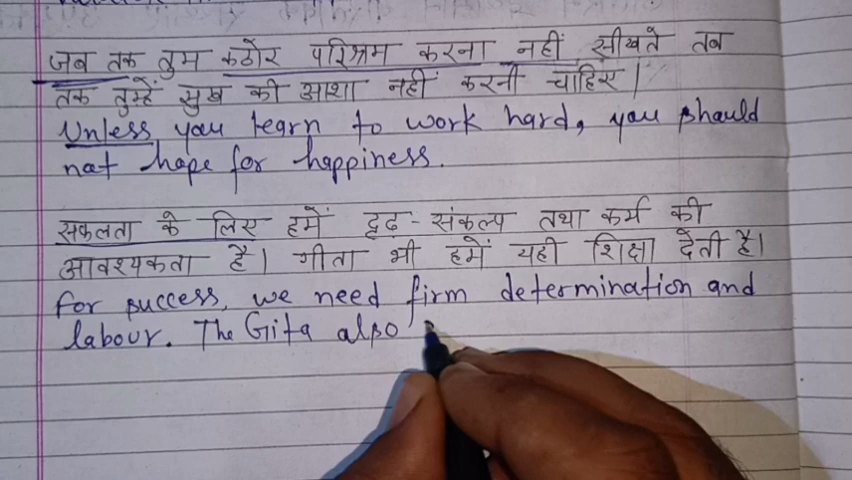 जब तक तुम कठोर परिश्रम करना नहीं सीखते तब
तक तुम्हें सुख की आशा नहीं करनी चाहिए।
Unless you learn to work hard, you should
not hope for happiness.
सफलता के लिए हमें दृढ़-संकल्प तथा कर्म की
आवश्यकता है। गीता भी हमें यही शिक्षा देती है।
For success, we need firm determination and
labour. The Gita also